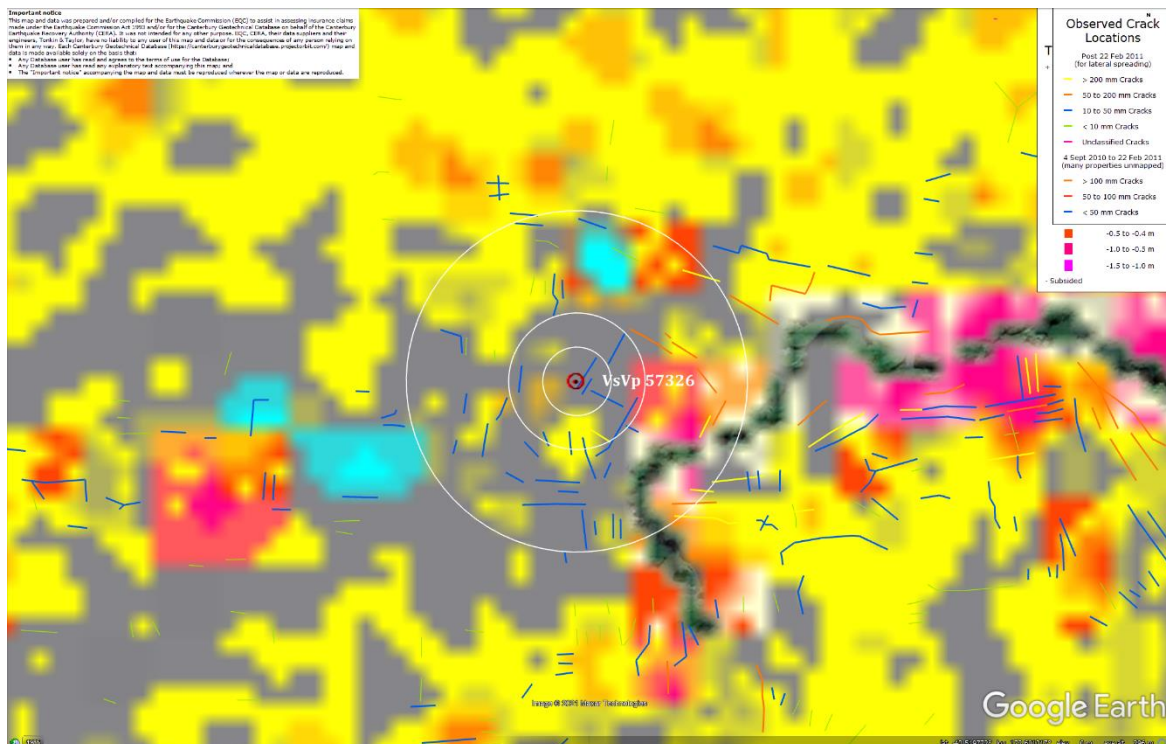 Important notice
This map and data was prepared and/or compiled for the Earthquake Commission (EQC) to assist in assessing insurance claims
made under the Earthquake Commission Act 1993 and/or for the Canterbury Geotechnical Database on behalf of the Canterbury
Earthquake Recovery Authority (CERA). It was not intended for any other purpose. EQC, CERA, their data suppliers and their
engineers, Tonkin & Taylor, have no liability to any user of this map and data or for the consequences of any person relying on
them in any way. Each Canterbury Geotechnical Database (https://canterburygeotechnicaldatabase.projectorbit.com/) map and
data is made available solely on the basis that:
• Any Database user has read and agrees to the terms of use for the Database;
• Any Database user has read any explanatory text accompanying this map; and
• The "Important notice" accompanying the map and data must be reproduced wherever the map or data are reproduced.
Observed Crack
Locations
T
Post 22 Feb 2011
(for lateral spreading)
> 200 mm Cracks
50 to 200 mm Cracks
10 to 50 mm Cracks
< 10 mm Cracks
Unclassified Cracks
4 Sept 2010 to 22 Feb 2011
(many properties unmapped)
> 100 mm Cracks
50 to 100 mm Cracks
-0.5 to -0.4 m
-1.5 to -1.0 m
- Subsided
VsVp 57326
Image © 2021 Maxar Technologies
Google Earth